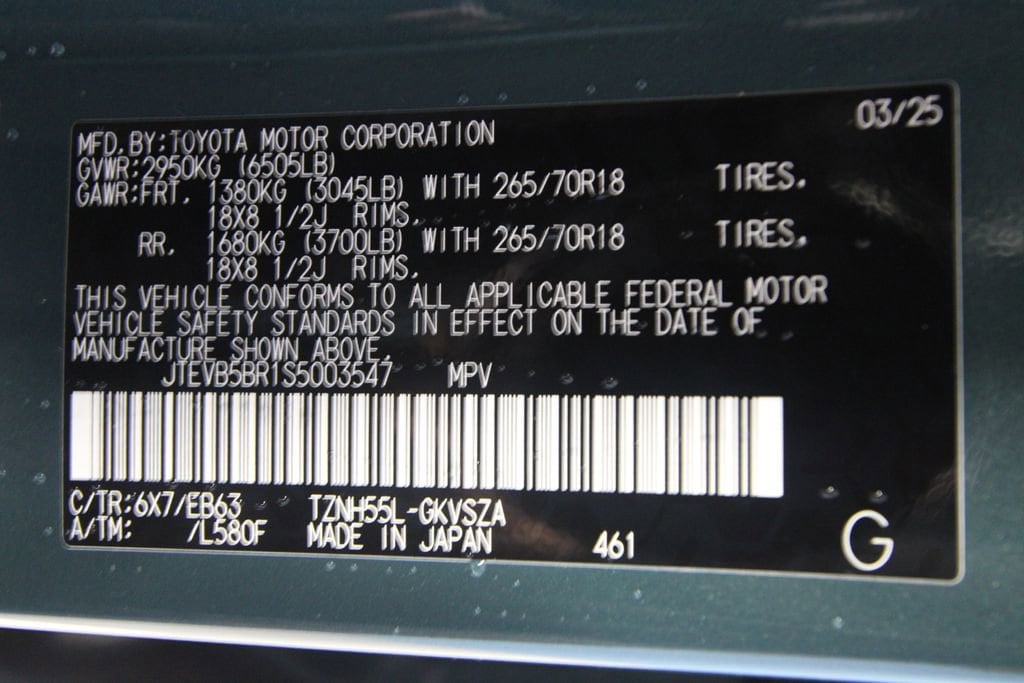 03/25
MFD. BY: TOYOTA MOTOR CORPORATION
GVWR: 2950KG (6505LB)
GAWR: FRT. 1380KG (3045LB) WITH 265/70R18 TIRES.
18X8 1/2J RIMS.
RR. 1680KG (3700LB) WITH 265/70R18 TIRES.
18X8 1/2J RIMS.
THIS VEHICLE CONFORMS TO ALL APPLICABLE FEDERAL MOTOR
VEHICLE SAFETY STANDARDS IN EFFECT ON THE DATE OF
MANUFACTURE SHOWN ABOVE.
JTEVB5BR1S5003547 MPV
C/TR: 6X7/EB63 TZNH55L-GKVSZA
A/TM: /L580F MADE IN JAPAN 461
G